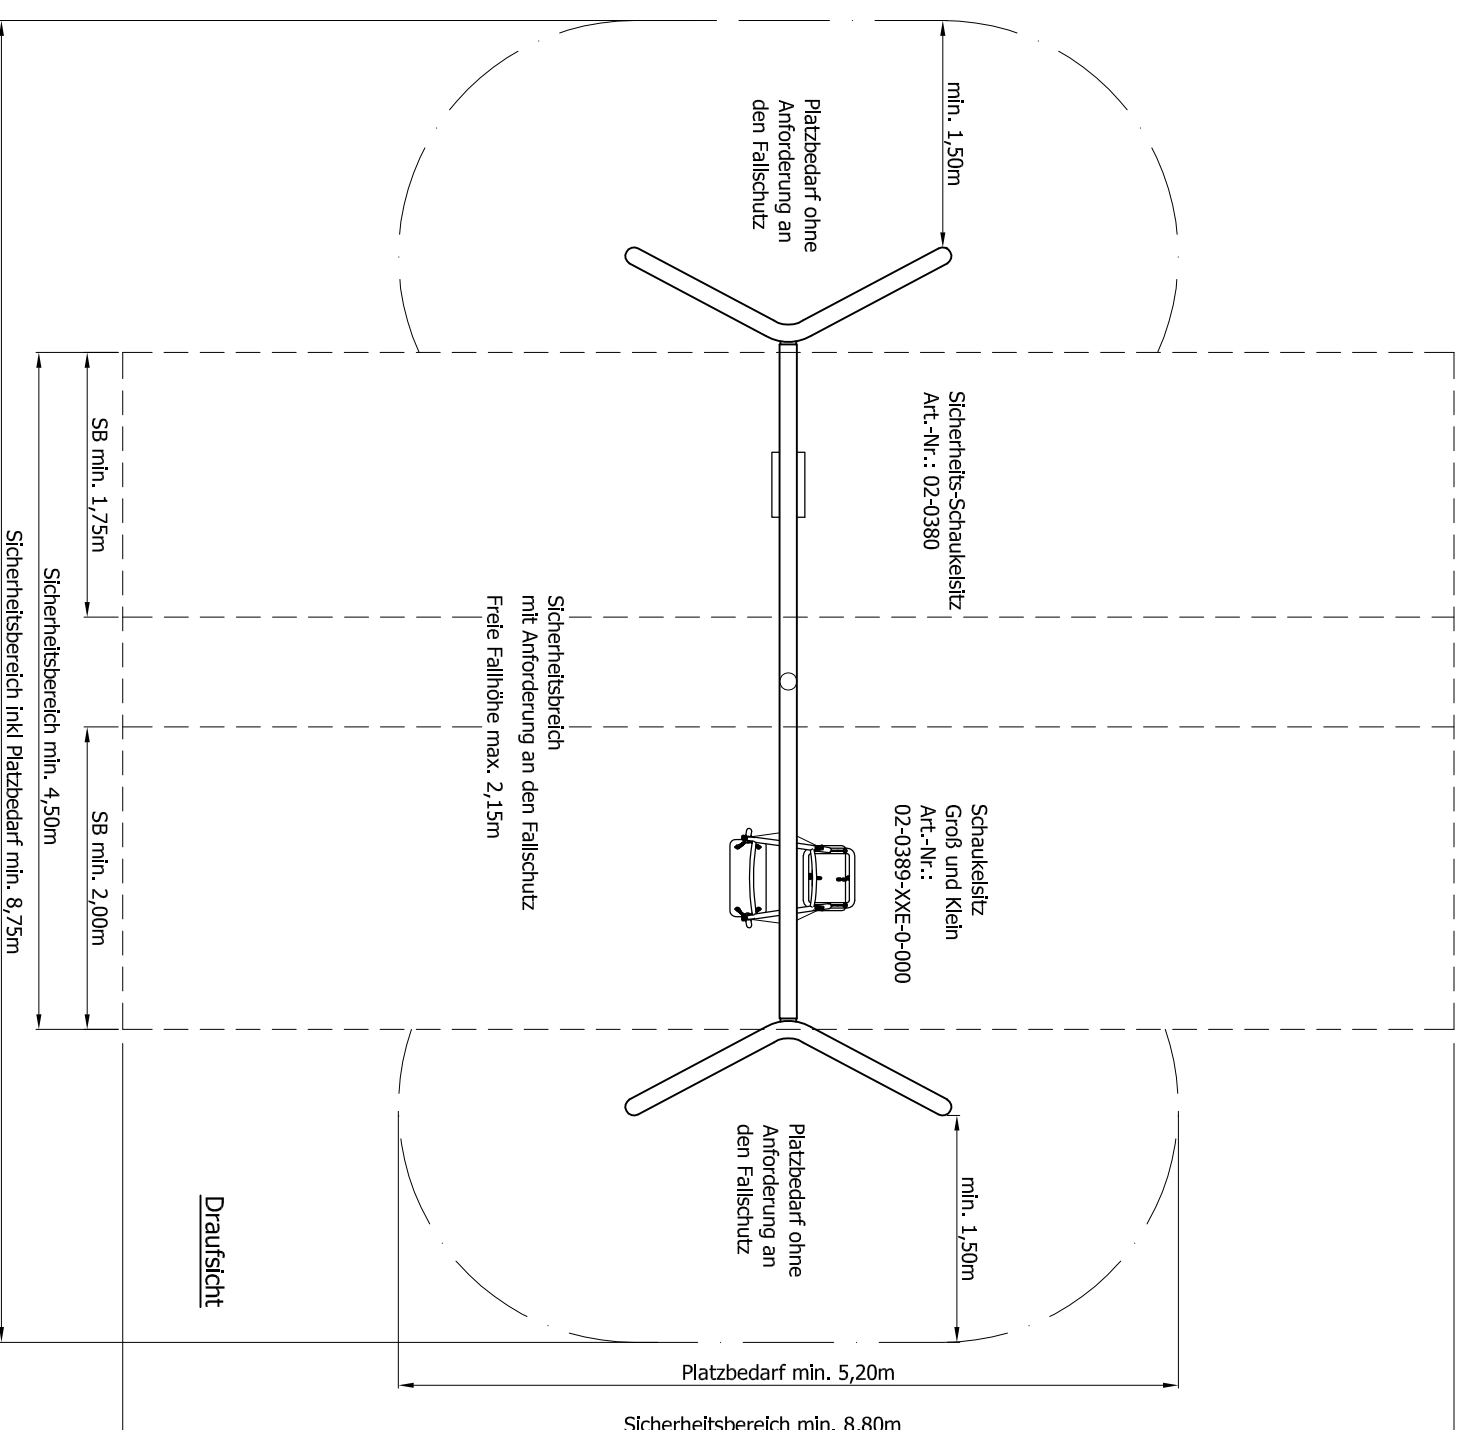 min. 1,50m
Platzbedarf ohne
Anforderung an
den Fallschutz
Sicherheits-Schaukelsitz
Art.-Nr.: 02-0380
SB min. 1,75m
Sicherheitsbereich min. 4,50m
Sicherheitsbereich inkl Platzbedarf min. 8,75m
Sicherheitsbreich
mit Anforderung an den Fallschutz
Freie Fallhöhe max. 2,15m
Schaukelsitz
Groß und Klein
Art.-Nr.:
02-0389-XXE-0-000
SB min. 2,00m
min. 1,50m
Platzbedarf ohne
Anforderung an
den Fallschutz
Draufsicht
Platzbedarf min. 5,20m
Sicherheitsbereich min. 8,80m